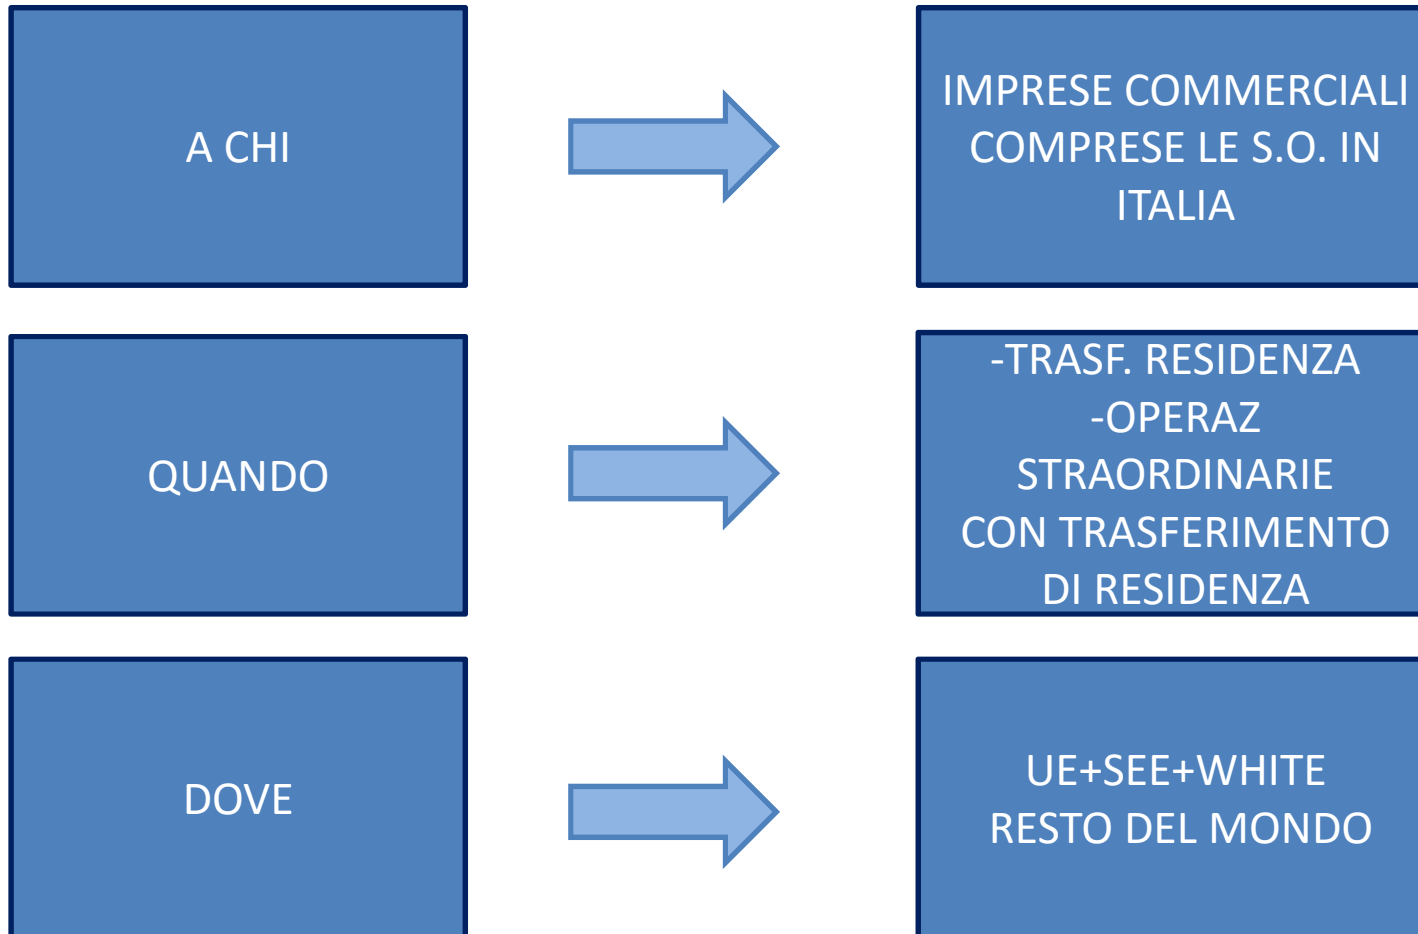 A CHI
IMPRESE COMMERCIALI
COMPRESE LE S.O. IN
ITALIA
QUANDO
-TRASF. RESIDENZA
-OPERAZ
STRAORDINARIE
CON TRASFERIMENTO
DI RESIDENZA
DOVE
UE+SEE+WHITE
RESTO DEL MONDO